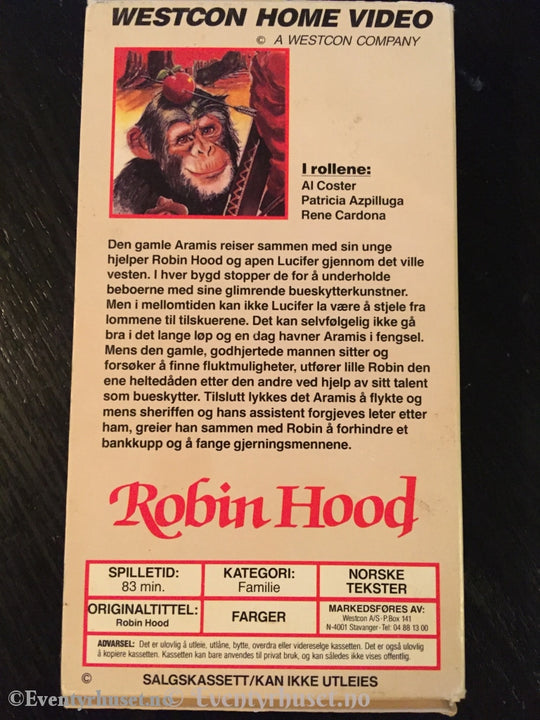 WESTCON HOME VIDEO
© A WESTCON COMPANY
I rollene:
Al Coster
Patricia Azpilluga
Rene Cardona
Den gamle Aramis reiser sammen med sin unge
hjelper Robin Hood og apen Lucifer gjennom det ville
vesten. I hver bygd stopper de for å underholde
beboerne med sine glimrende bueskytterkunstner.
Men i mellomtiden kan ikke Lucifer la være å stjele fra
lommene til tilskuerene. Det kan selvfølgelig ikke gå
bra i det lange løp og en dag havner Aramis i fengsel.
Mens den gamle, godhjertede mannen sitter og
forsøker å finne fluktmuligheter, utfører lille Robin den
ene heltedåden etter den andre ved hjelp av sitt talent
som bueskytter. Tilslutt lykkes det Aramis å flykte og
mens sheriffen og hans assistent forgjeves leter etter
ham, greier han sammen med Robin å forhindre et
bankkupp og å fange gjerningsmennene.
Robin Hood
SPILLETID:
83 min.
KATEGORI:
Familie
NORSKE
TEKSTER
ORIGINALTITTEL:
Robin Hood
FARGER
MARKEDSFØRES AV:
Westcon A/S · P.Box 141
N-4001 Stavanger · Tel: 04 88 13 00
ADVARSEL: Det er ulovlig å utleie, utlåne, bytte, overdra eller videreselge kassetten. Det er også ulovlig
å kopiere kassetten. Kassetten kan bare anvendes til privat bruk, og kan således ikke vises offentlig.
© SALGSKASSETT/KAN IKKE UTLEIES
©Eventyrhuset.no ©Eventyrhuset.no